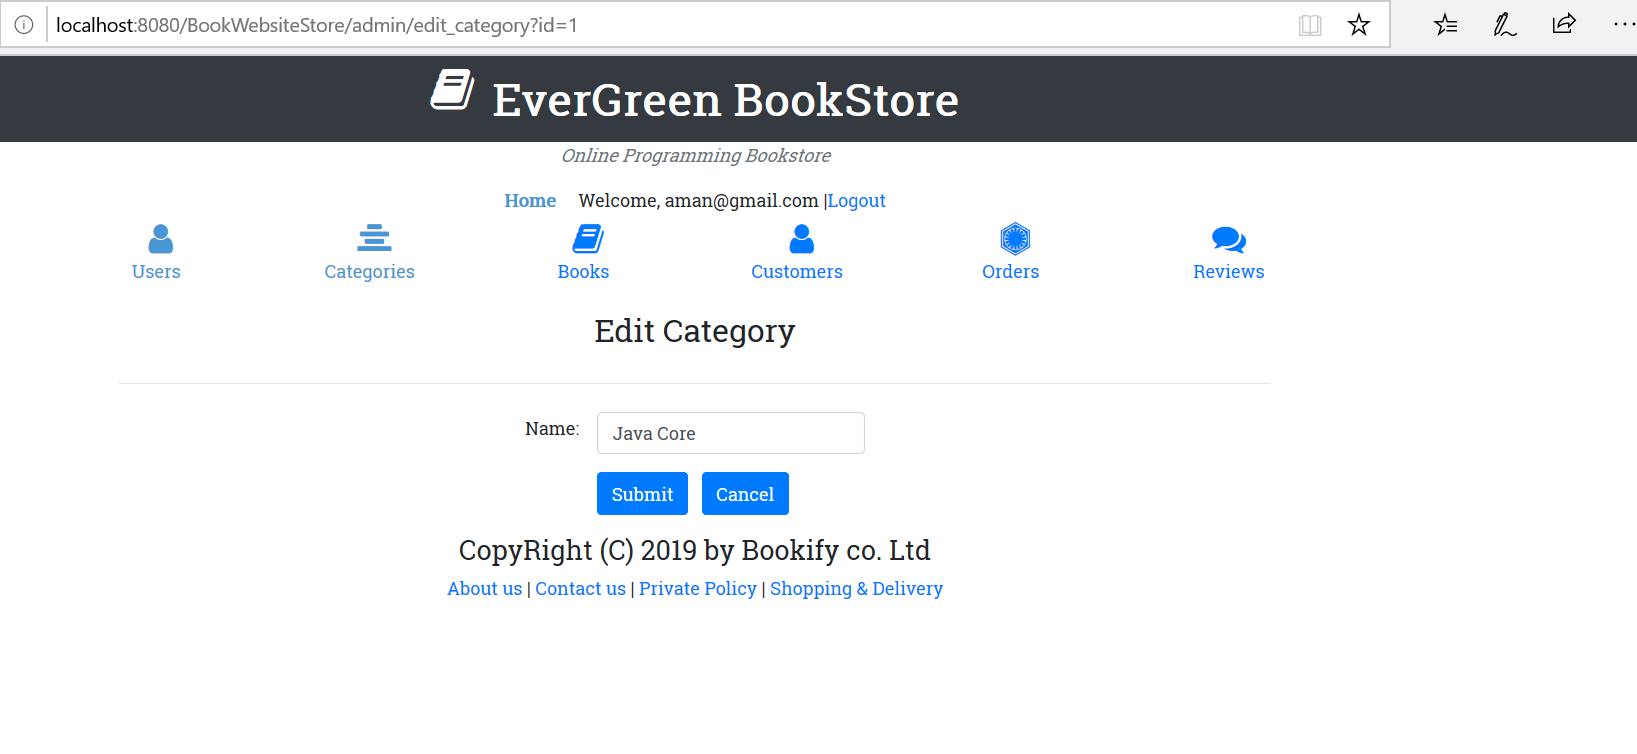 localhost:8080/BookWebsiteStore/admin/edit_category?id=1
EverGreen BookStore
Online Programming Bookstore
Home Welcome, aman@gmail.com |Logout
Users Categories Books Customers Orders Reviews
Edit Category
Name: Java Core
Submit Cancel
CopyRight (C) 2019 by Bookify co. Ltd
About us | Contact us | Private Policy | Shopping & Delivery